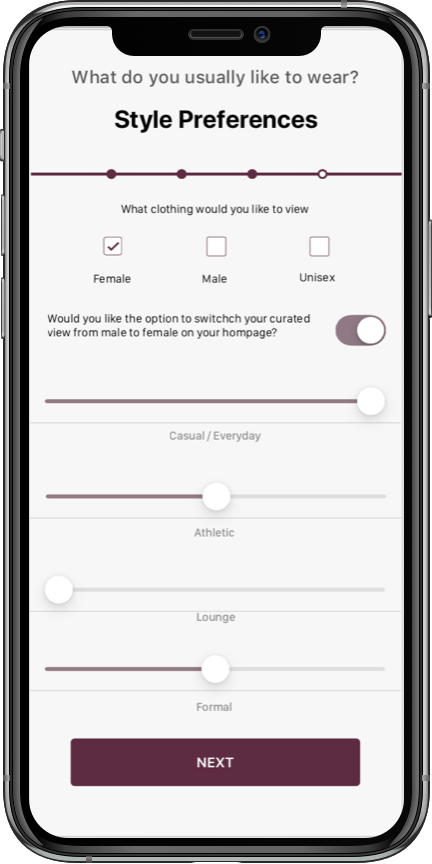 What do you usually like to wear?
Style Preferences
What clothing would you like to view
Female
Male
Unisex
Would you like the option to switchch your curated
view from male to female on your hompage?
Casual / Everyday
Athletic
Lounge
Formal
NEXT